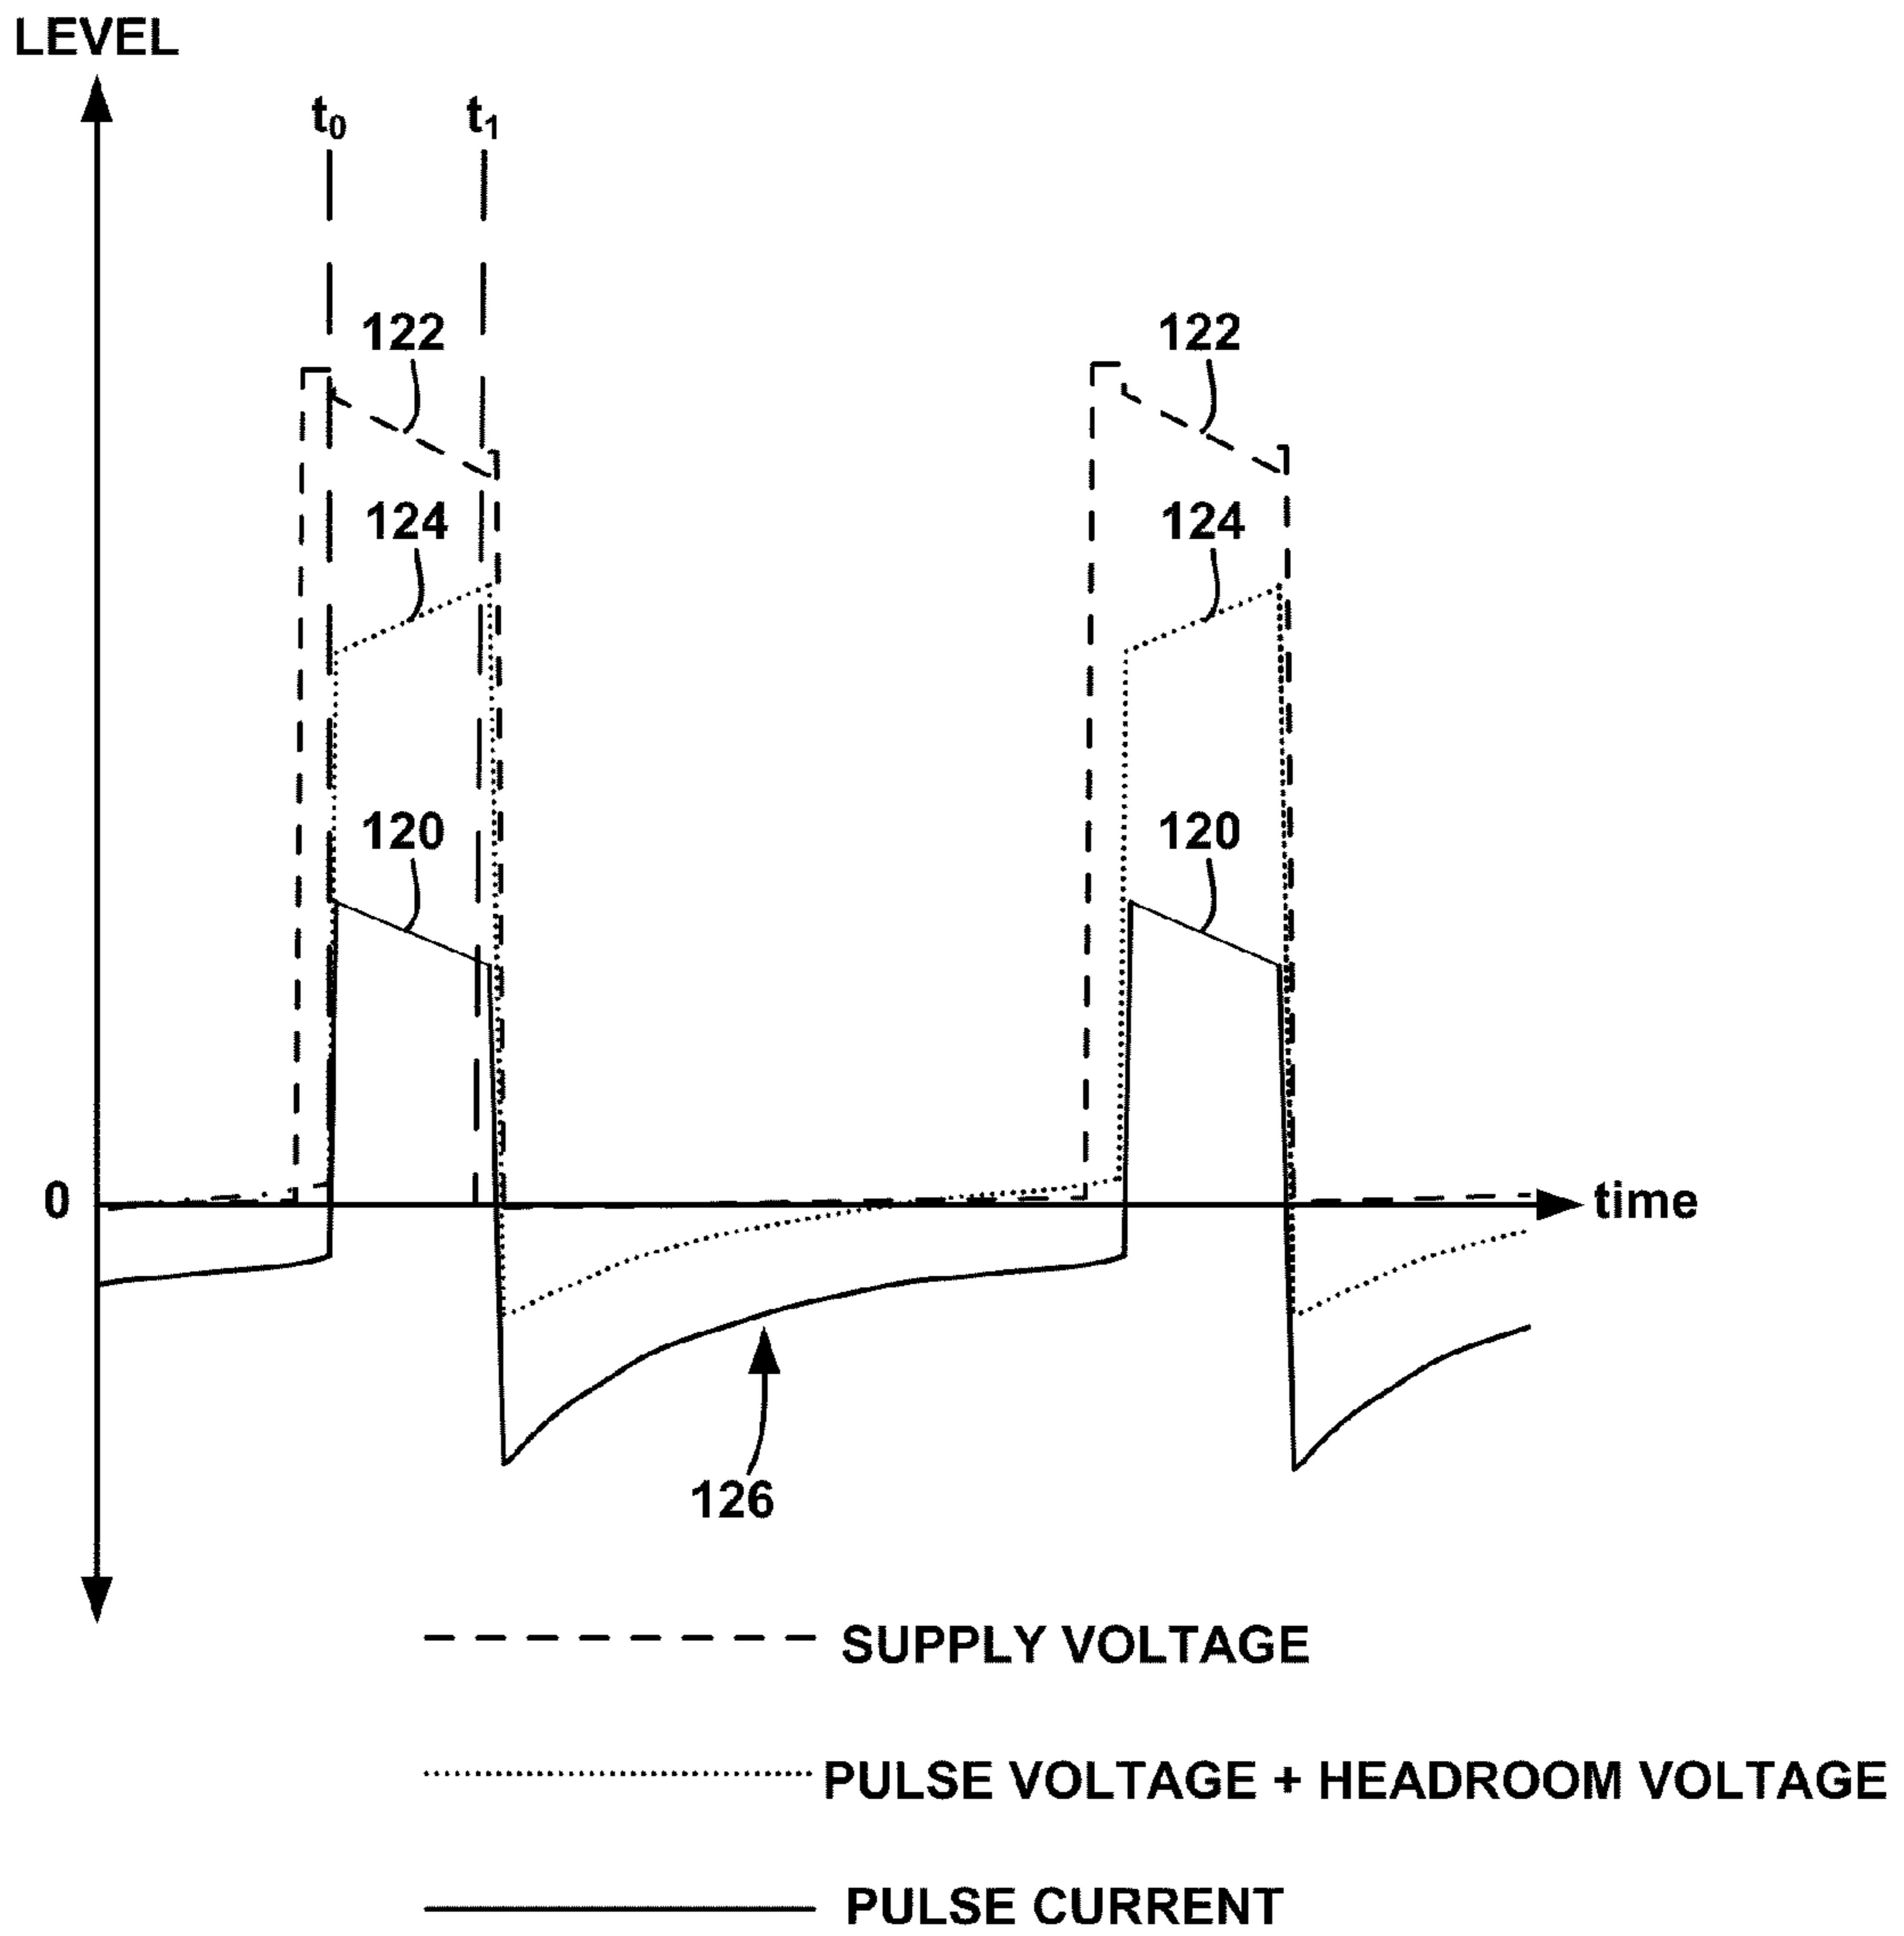 LEVEL
t0 t1
122 122
124 124
120 120
0 time
126
SUPPLY VOLTAGE
PULSE VOLTAGE + HEADROOM VOLTAGE
PULSE CURRENT